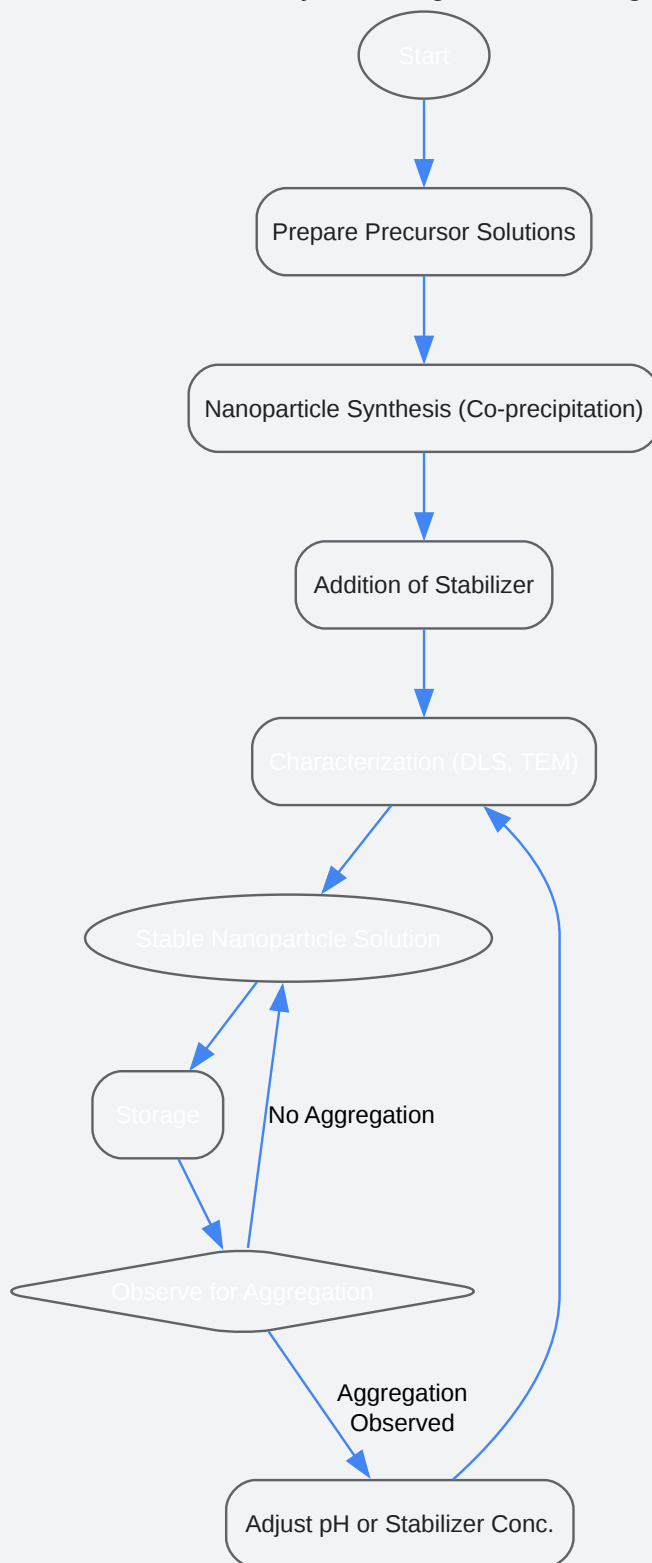 Start
Prepare Precursor Solutions
Nanoparticle Synthesis (Co-precipitation)
Addition of Stabilizer
Characterization (DLS, TEM)
Stable Nanoparticle Solution
Storage
No Aggregation
Observe for Aggregation
Aggregation
Observed
Adjust pH or Stabilizer Conc.